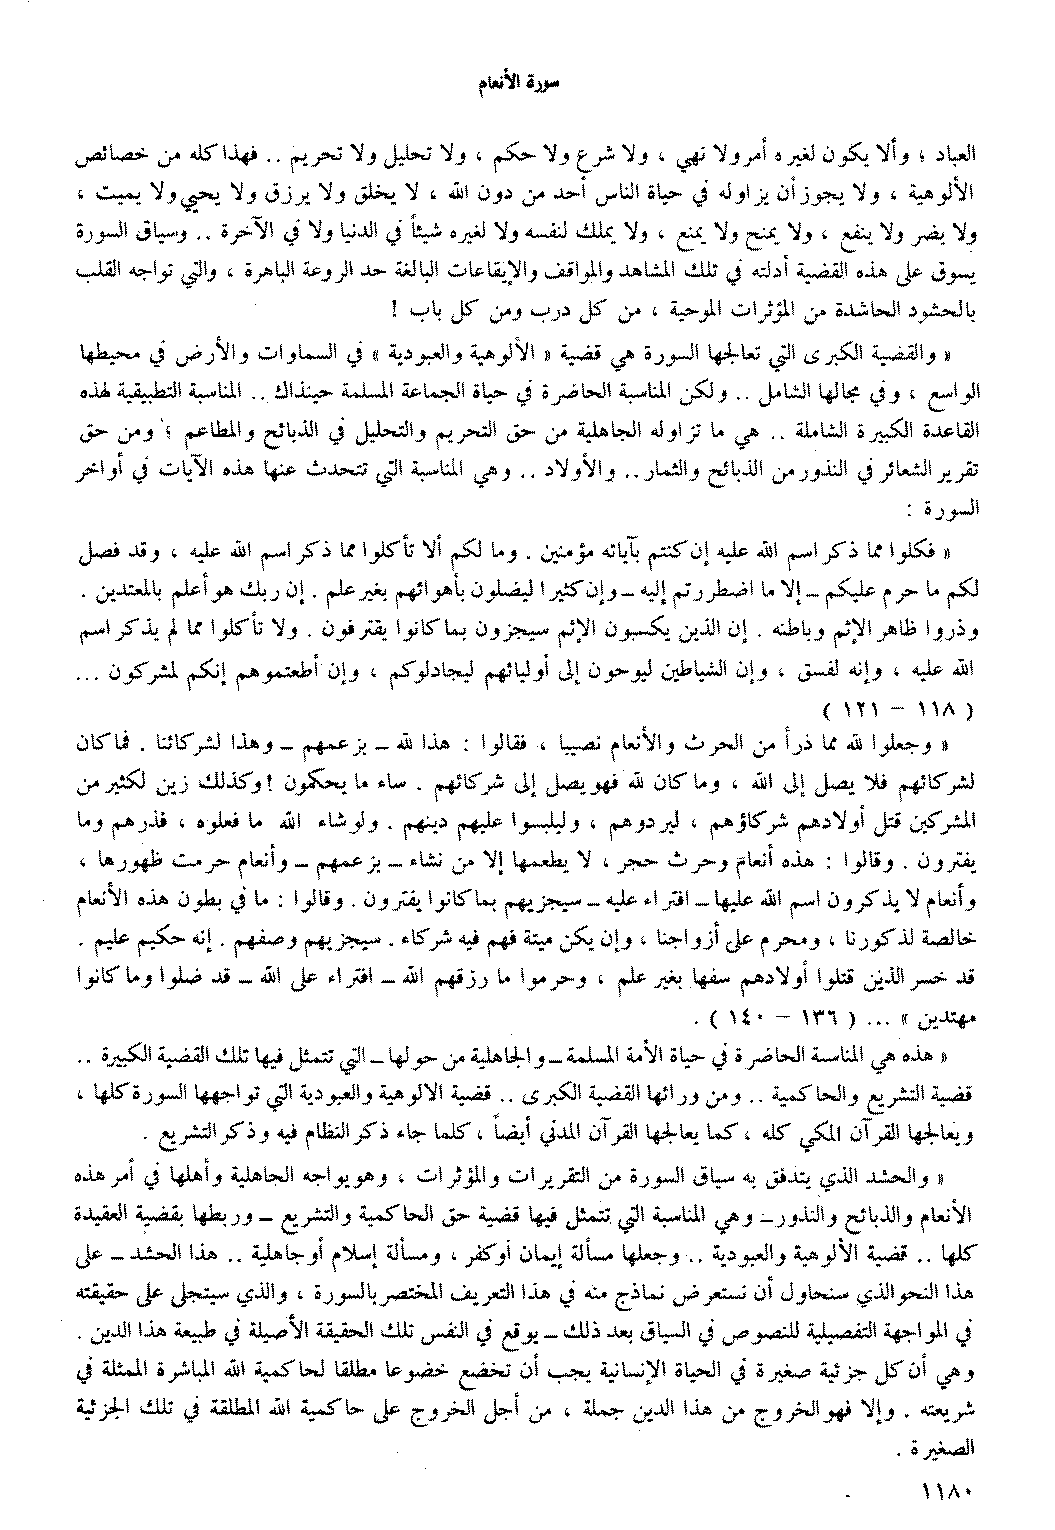 سورة الأنعام
العباد ؛ وألا يكون لغيره أمر ولا نهي ، ولا شرع ولا حكم ، ولا تحليل ولا تحريم .. فهذا كله من خصائص
الألوهية ، ولا يجوز أن يزاوله في حياة الناس أحد من دون الله ، لا يخلق ولا يرزق ولا يحيي ولا يميت ،
ولا يضر ولا ينفع ، ولا يمنح ولا يمنع ، ولا يملك لنفسه ولا لغيره شيئاً في الدنيا ولا في الآخرة .. وسياق السورة
يسوق على هذه القضية أدلته في تلك المشاهد والمواقف والإيقاعات البالغة حد الروعة الباهرة ، والتي تواجه القلب
بالحشود الحاشدة من المؤثرات الموحية ، من كل درب ومن كل باب !
« والقضية الكبرى التي تعالجها السورة هي قضية « الألوهية والعبودية » في السماوات والأرض في محيطها
الواسع ، وفي مجالها الشامل .. ولكن المناسبة الحاضرة في حياة الجماعة المسلمة حينذاك .. المناسبة التطبيقية لهذه
القاعدة الكبيرة الشاملة .. هي ما تزاوله الجاهلية من حق التحريم والتحليل في الذبائح والمطاعم ؛ ومن حق
تقرير الشعائر في النذور من الذبائح والثمار.. والأولاد .. وهي المناسبة التي تتحدث عنها هذه الآيات في أواخر
السورة :
« فكلوا مما ذكر اسم الله عليه إن كنتم بآياته مؤمنين . وما لكم ألا تأكلوا مما ذكر اسم الله عليه ، وقد فصل
لكم ما حرم عليكم – إلا ما اضطررتم إليه – وإن كثيرا ليضلون بأهوائهم بغير علم . إن ربك هو أعلم بالمعتدين .
وذروا ظاهر الإثم وباطنه . إن الذين يكسبون الإثم سيجزون بما كانوا يقترفون . ولا تأكلوا مما لم يذكر اسم
الله عليه ، وإنه لفسق ، وإن الشياطين ليوحون إلى أوليائهم ليجادلوكم ، وإن أطعتموهم إنكم لمشركون ...
( ١١٨ – ١٢١ )
« وجعلوا لله مما ذرأ من الحرث والأنعام نصيبا ، فقالوا : هذا لله – بزعمهم – وهذا لشركائنا . فما كان
لشركائهم فلا يصل إلى الله ، وما كان لله فهو يصل إلى شركائهم . ساء ما يحكمون ! وكذلك زين لكثير من
المشركين قتل أولادهم شركاؤهم ، ليردوهم ، وليلبسوا عليهم دينهم . ولو شاء الله ما فعلوه ، فذرهم وما
يفترون . وقالوا : هذه أنعام وحرث حجر ، لا يطعمها إلا من نشاء – بزعمهم – وأنعام حرمت ظهورها ،
وأنعام لا يذكرون اسم الله عليها – افتراء عليه – سيجزيهم بما كانوا يفترون . وقالوا : ما في بطون هذه الأنعام
خالصة لذكورنا ، ومحرم على أزواجنا ، وإن يكن ميتة فهم فيه شركاء . سيجزيهم وصفهم . إنه حكيم عليم .
قد خسر الذين قتلوا أولادهم سفها بغير علم ، وحرموا ما رزقهم الله – افتراء على الله – قد ضلوا وما كانوا
مهتدين » ... ( ١٣٦ – ١٤٠ ) .
« هذه هي المناسبة الحاضرة في حياة الأمة المسلمة – والجاهلية من حولها – التي تتمثل فيها تلك القضية الكبيرة ..
قضية التشريع والحاكمية .. ومن ورائها القضية الكبرى .. قضية الالوهية والعبودية التي تواجهها السورة كلها ،
ويعالجها القرآن المكي كله ، كما يعالجها القرآن المدني أيضاً ، كلما جاء ذكر النظام فيه وذكر التشريع .
« والحشد الذي يتدفق به سياق السورة من التقريرات والمؤثرات ، وهو يواجه الجاهلية وأهلها في أمر هذه
الأنعام والذبائح والنذور – وهي المناسبة التي تتمثل فيها قضية حق الحاكمية والتشريع – وربطها بقضية العقيدة
كلها .. قضية الألوهية والعبودية .. وجعلها مسألة إيمان أو كفر ، ومسألة إسلام أو جاهلية .. هذا الحشد – على
هذا النحو الذي سنحاول أن نستعرض نماذج منه في هذا التعريف المختصر بالسورة ، والذي سيتجلى على حقيقته
في المواجهة التفصيلية للنصوص في السياق بعد ذلك – يوقع في النفس تلك الحقيقة الأصيلة في طبيعة هذا الدين .
وهي أن كل جزئية صغيرة في الحياة الإنسانية يجب أن تخضع خضوعا مطلقا لحاكمية الله المباشرة الممثلة في
شريعته . وإلا فهو الخروج من هذا الدين جملة ، من أجل الخروج على حاكمية الله المطلقة في تلك الجزئية
الصغيرة .
١١٨٠